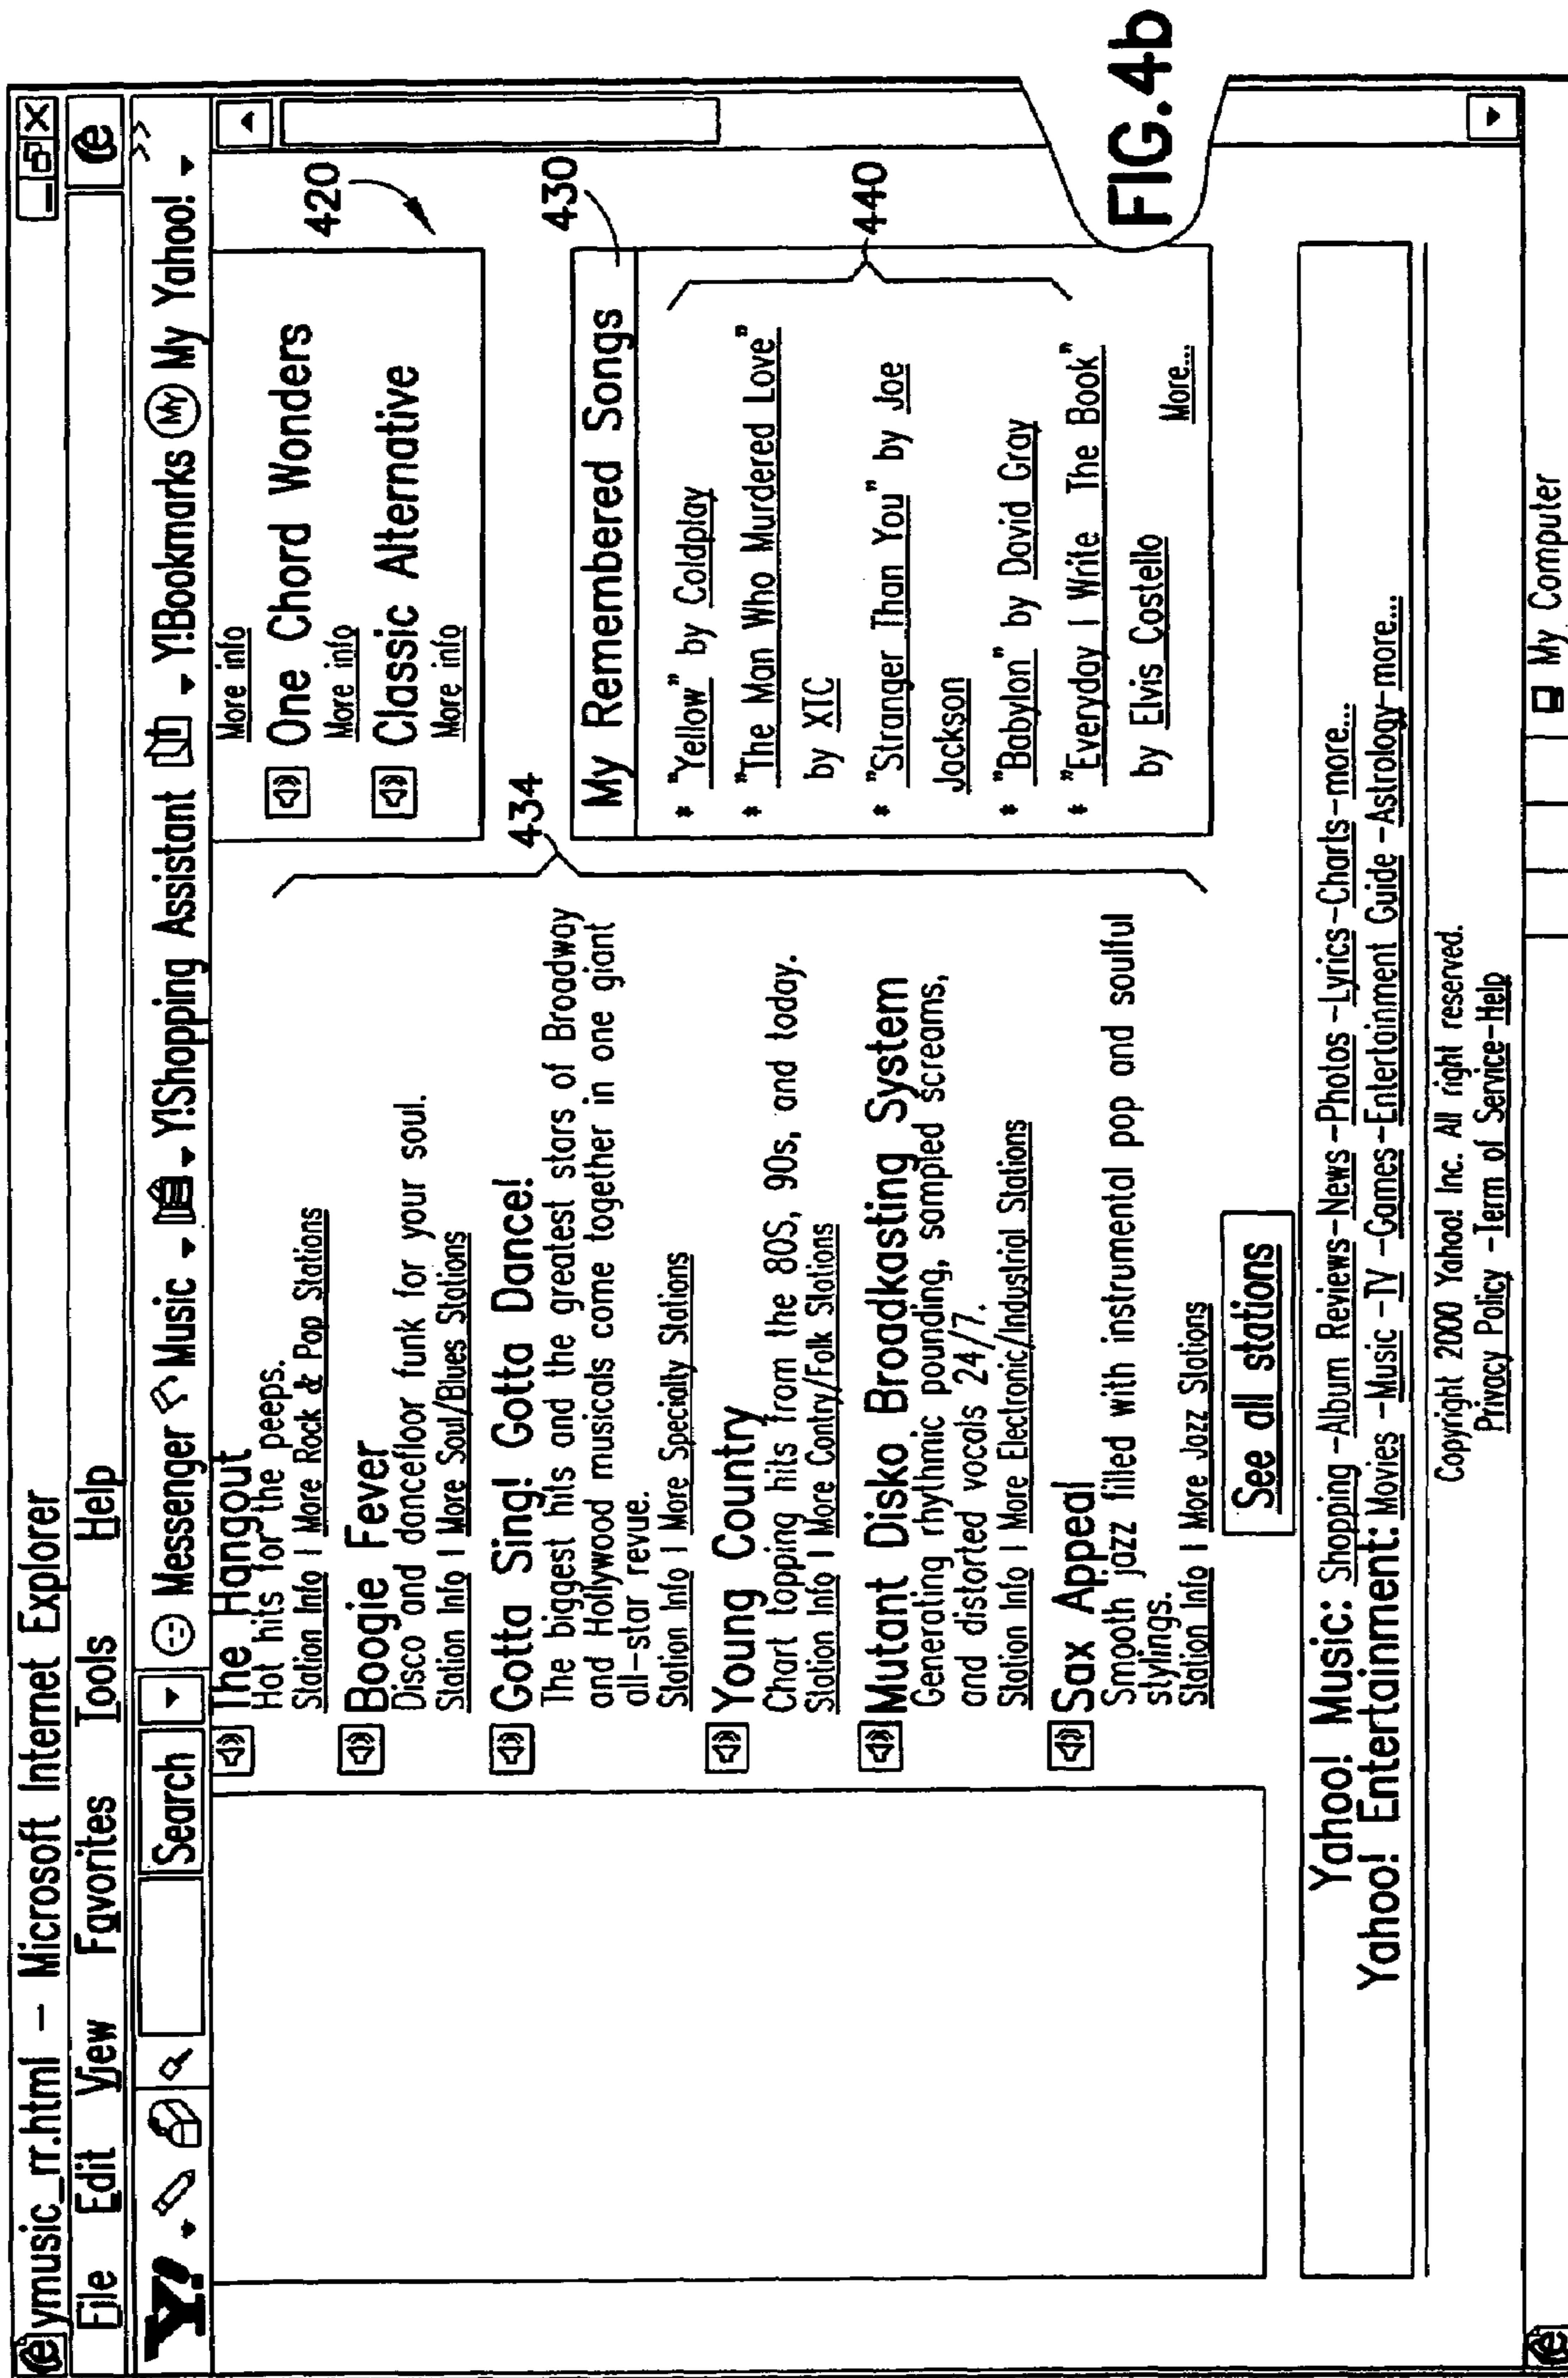 ymusic_rr.html – Microsoft Internet Explorer
File Edit View Favorites Tools Help
Y! Search Messenger Music Y!Shopping Assistant Y!Bookmarks My My Yahoo! >>
The Hangout
Hot hits for the peeps.
Station Info | More Rock & Pop Stations
Boogie Fever
Disco and dancefloor funk for your soul.
Station Info | More Soul/Blues Stations
Gotta Sing! Gotta Dance!
The biggest hits and the greatest stars of Broadway
and Hollywood musicals come together in one giant
all-star revue.
Station Info | More Specialty Stations
Young Country
Chart topping hits from the 80S, 90s, and today.
Station Info | More Contry/Folk Stations
Mutant Disko Broadkasting System
Generating rhythmic pounding, sampled screams,
and distorted vocals 24/7.
Station Info | More Electronic/Industrial Stations
Sax Appeal
Smooth jazz filled with instrumental pop and soulful
stylings.
Station Info | More Jazz Stations
See all stations
434
More info
One Chord Wonders
More info
Classic Alternative
More info
420
My Remembered Songs
430
* "Yellow" by Coldplay
* "The Man Who Murdered Love"
by XTC
* "Stranger Than You" by Joe
Jackson
* "Babylon" by David Gray
* "Everyday I Write The Book"
by Elvis Costello
More...
440
Yahoo! Music: Shopping -Album Reviews-News -Photos -Lyrics-Charts-more...
Yahoo! Entertainment: Movies -Music -TV -Games-Entertainment Guide -Astrology-more...
Copyright 2000 Yahoo! Inc. All right reserved.
Privacy Policy -Term of Service-Help
My Computer
FIG.4b